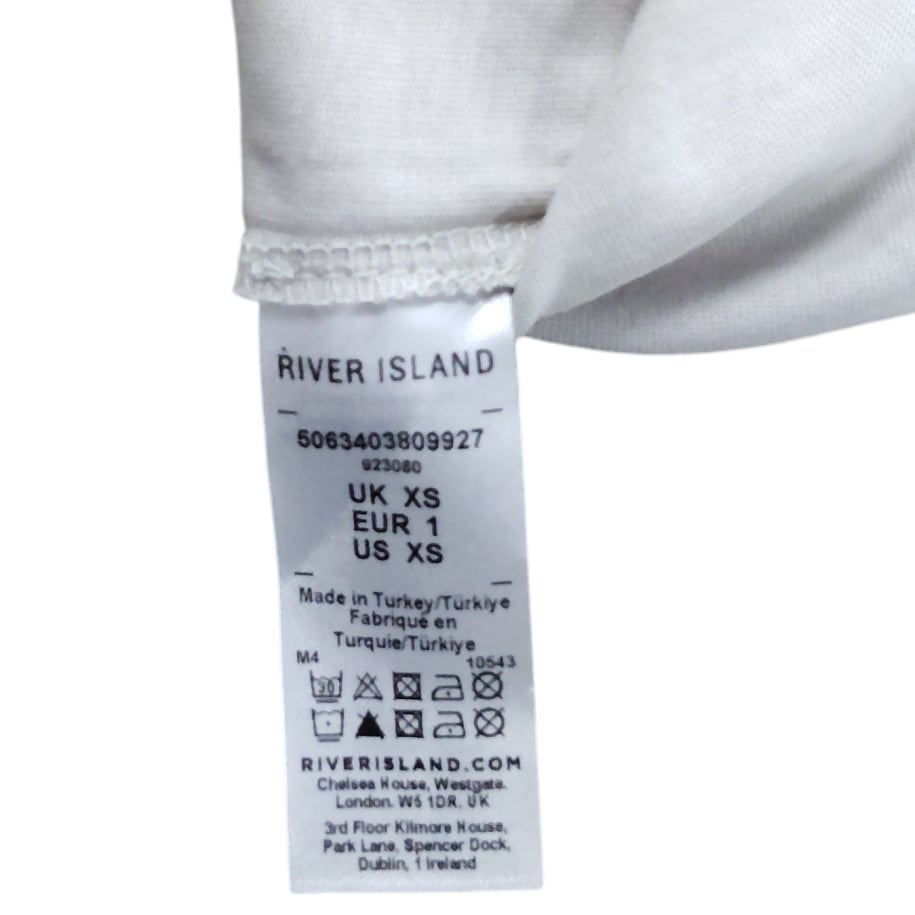 RIVER ISLAND
5063403809927
923080
UK XS
EUR 1
US XS
Made in Turkey/Türkiye
Fabriqué en
Turquie/Türkiye
M4 10543
30
RIVERISLAND.COM
Chelsea House, Westgate.
London. W5 1DR. UK
3rd Floor Kilmore House,
Park Lane, Spencer Dock,
Dublin, 1 Ireland